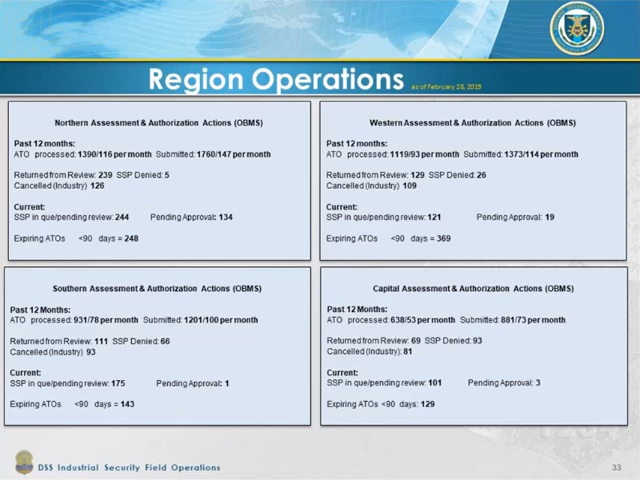 Region Operations as of February 28, 2019
Northern Assessment & Authorization Actions (OBMS)
Past 12 months:
ATO processed: 1390/116 per month Submitted: 1760/147 per month
Returned from Review: 239 SSP Denied: 5
Cancelled (Industry) 126
Current:
SSP in que/pending review: 244 Pending Approval: 134
Expiring ATOs <90 days = 248
Western Assessment & Authorization Actions (OBMS)
Past 12 months:
ATO processed: 1119/93 per month Submitted: 1373/114 per month
Returned from Review: 129 SSP Denied: 26
Cancelled (Industry) 109
Current:
SSP in que/pending review: 121 Pending Approval: 19
Expiring ATOs <90 days = 369
Southern Assessment & Authorization Actions (OBMS)
Past 12 Months:
ATO processed: 931/78 per month Submitted: 1201/100 per month
Returned from Review: 111 SSP Denied: 66
Cancelled (Industry) 93
Current:
SSP in que/pending review: 175 Pending Approval: 1
Expiring ATOs <90 days = 143
Capital Assessment & Authorization Actions (OBMS)
Past 12 Months:
ATO processed: 638/53 per month Submitted: 881/73 per month
Returned from Review: 69 SSP Denied: 93
Cancelled (Industry): 81
Current:
SSP in que/pending review: 101 Pending Approval: 3
Expiring ATOs <90 days: 129
DSS Industrial Security Field Operations
33